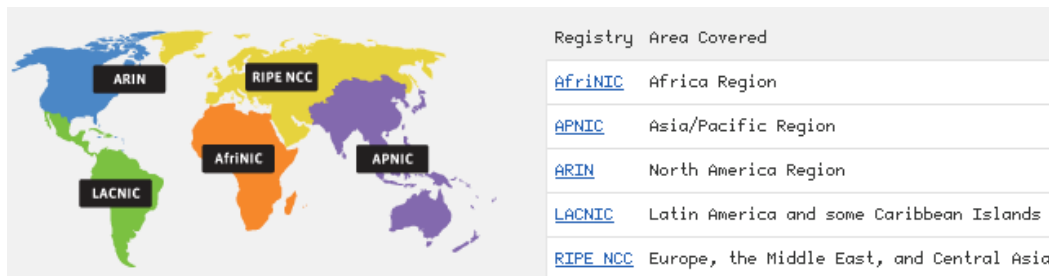 ARIN
RIPE NCC
AfriNIC
APNIC
LACNIC
Registry Area Covered
AfriNIC Africa Region
APNIC Asia/Pacific Region
ARIN North America Region
LACNIC Latin America and some Caribbean Islands
RIPE NCC Europe, the Middle East, and Central Asia